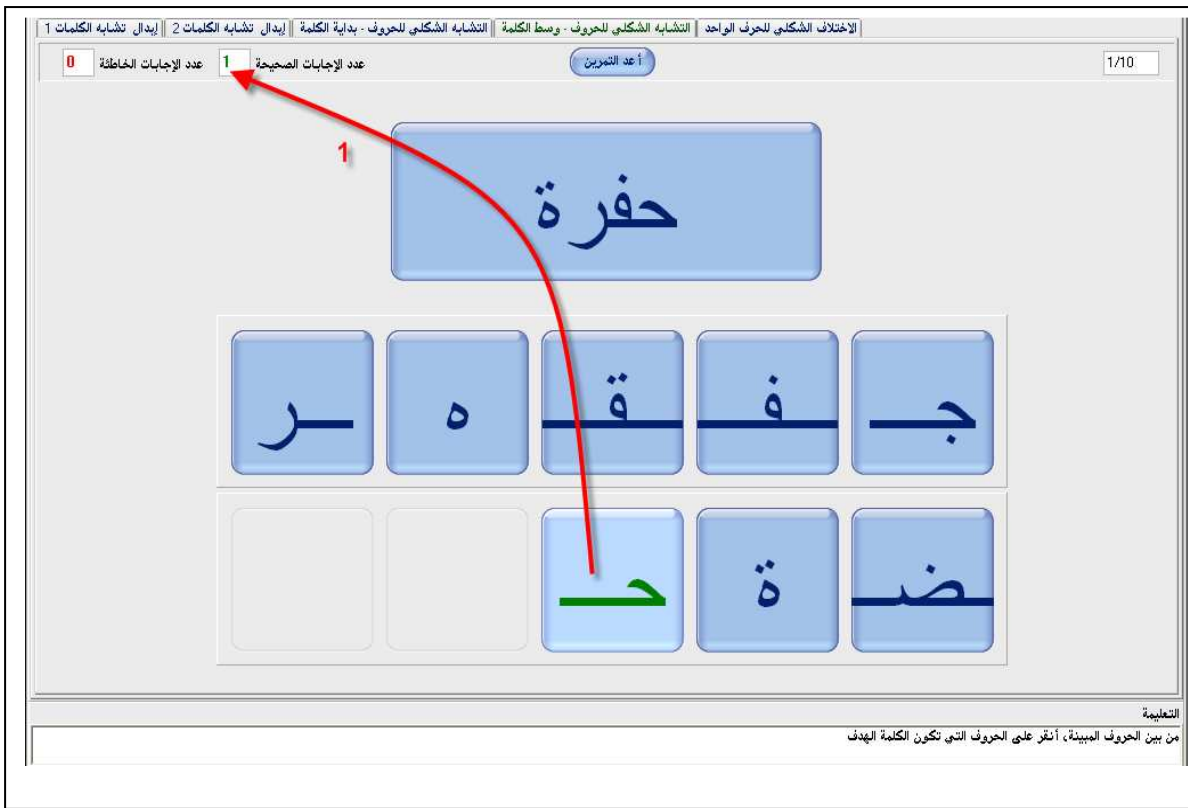 الاختلاف الشكلي للحرف الواحد | التشابه الشكلي للحروف - وسط الكلمة | التشابه الشكلي للحروف - بداية الكلمة | إبدال تشابه الكلمات 2 | إبدال تشابه الكلمات 1
1/10 أعد التمرين عدد الإجابات الصحيحة 1 عدد الإجابات الخاطئة 0
1
حفرة
جـ ـفـ ـقـ ه ـر
ـضـ ة حـ
التعليمة
من بين الحروف المبينة، أنقر على الحروف التي تكون الكلمة الهدف